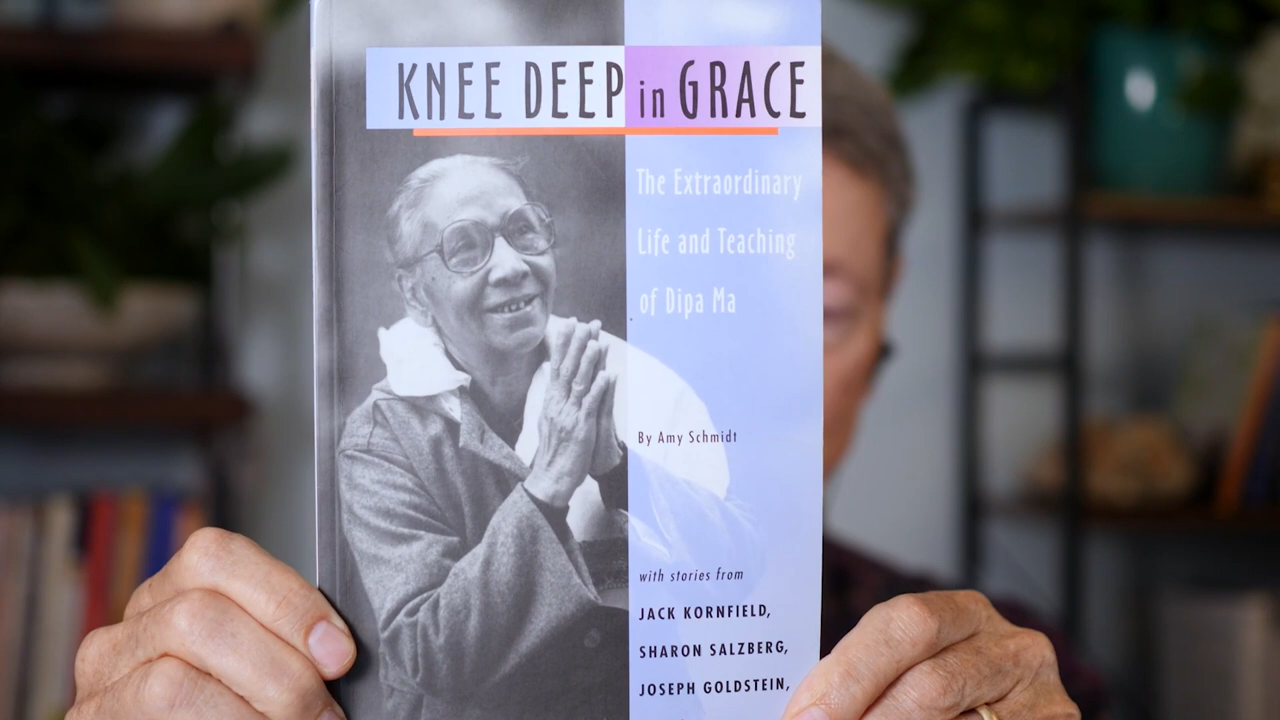 KNEE DEEP in GRACE
The Extraordinary
Life and Teaching
of Dipa Ma
By Amy Schmidt
with stories from
JACK KORNFIELD,
SHARON SALZBERG,
JOSEPH GOLDSTEIN,